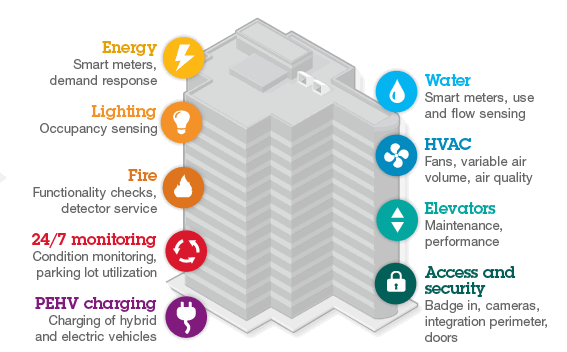 Energy
Smart meters,
demand response
Lighting
Occupancy sensing
Fire
Functionality checks,
detector service
24/7 monitoring
Condition monitoring,
parking lot utilization
PEHV charging
Charging of hybrid
and electric vehicles
Water
Smart meters, use
and flow sensing
HVAC
Fans, variable air
volume, air quality
Elevators
Maintenance,
performance
Access and
security
Badge in, cameras,
integration perimeter,
doors